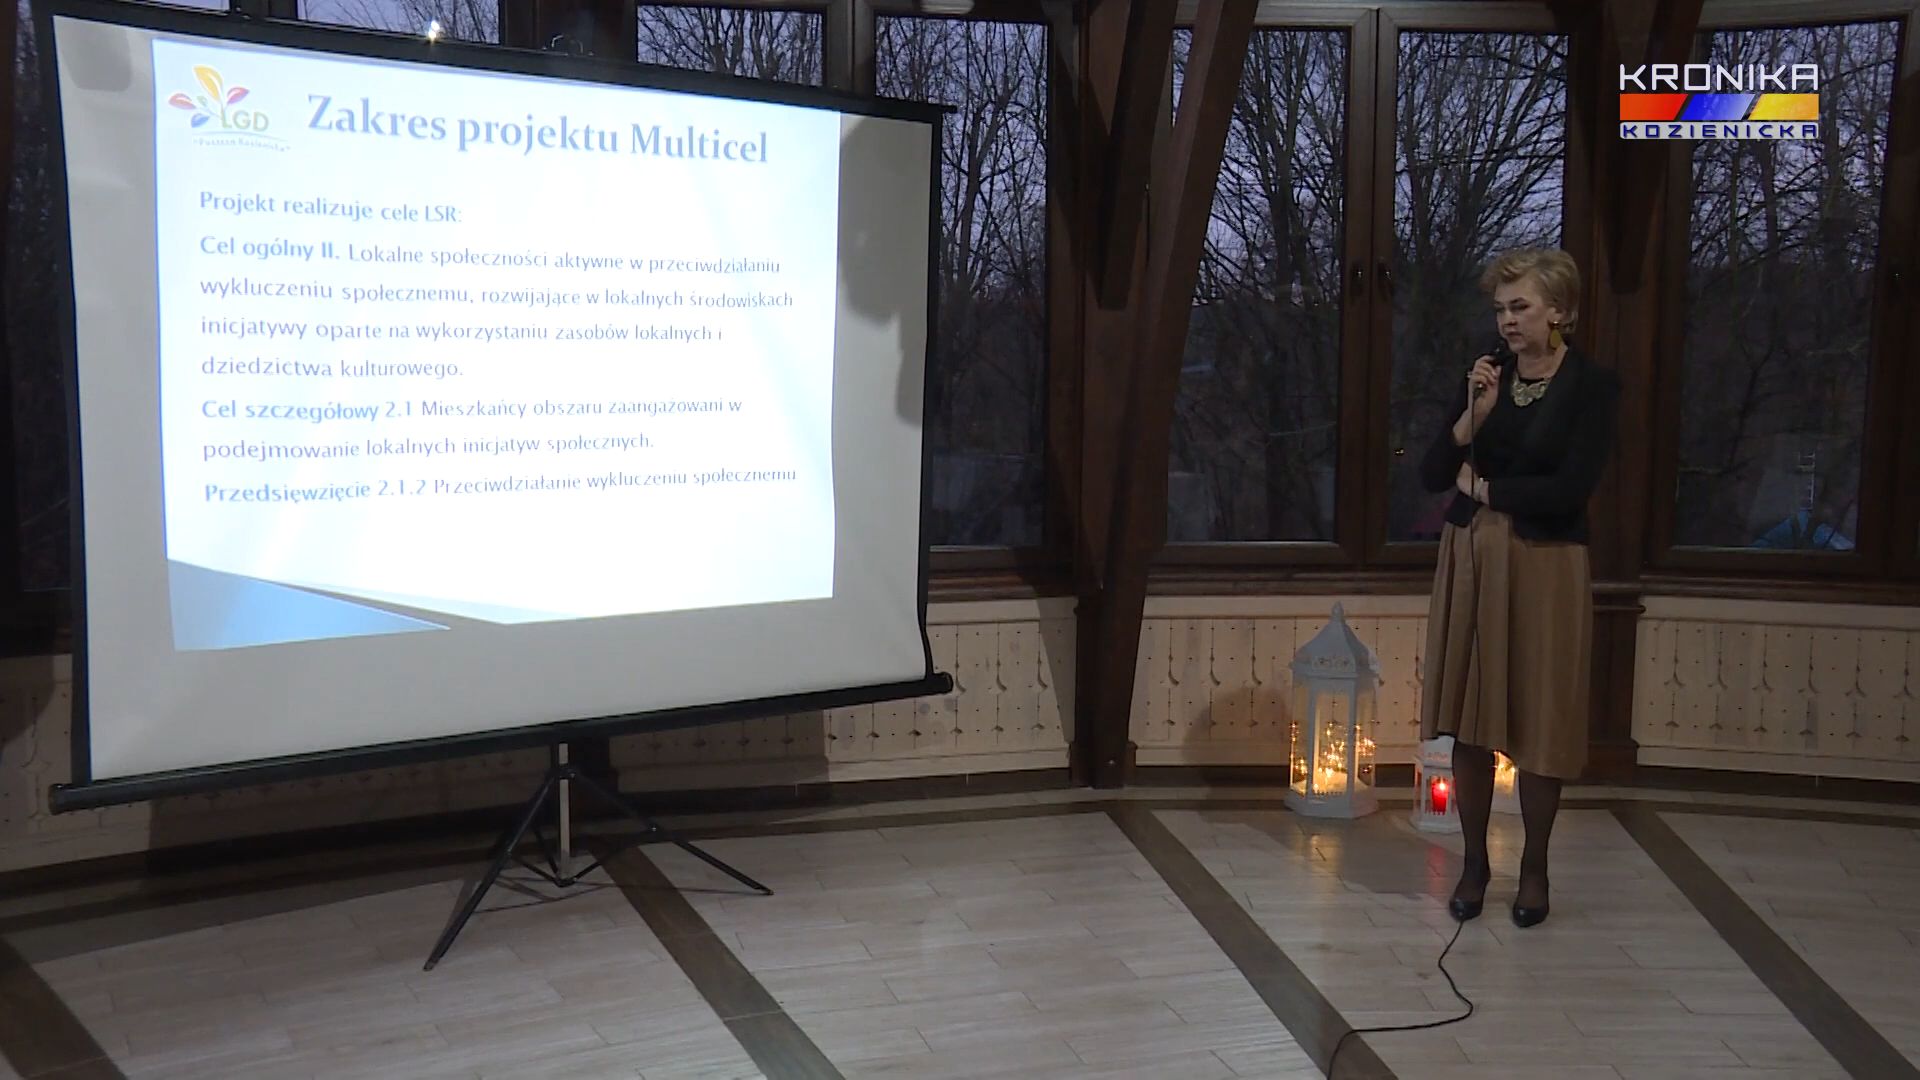 LGD
"Puszcza Kozienicka"
Zakres projektu Multicel
Projekt realizuje cele LSR:
Cel ogólny II. Lokalne społeczności aktywne w przeciwdziałaniu
wykluczeniu społecznemu, rozwijające w lokalnych środowiskach
inicjatywy oparte na wykorzystaniu zasobów lokalnych i
dziedzictwa kulturowego.
Cel szczegółowy 2.1 Mieszkańcy obszaru zaangażowani w
podejmowanie lokalnych inicjatyw społecznych.
Przedsięwzięcie 2.1.2 Przeciwdziałanie wykluczeniu społecznemu
KRONIKA
KOZIENICKA